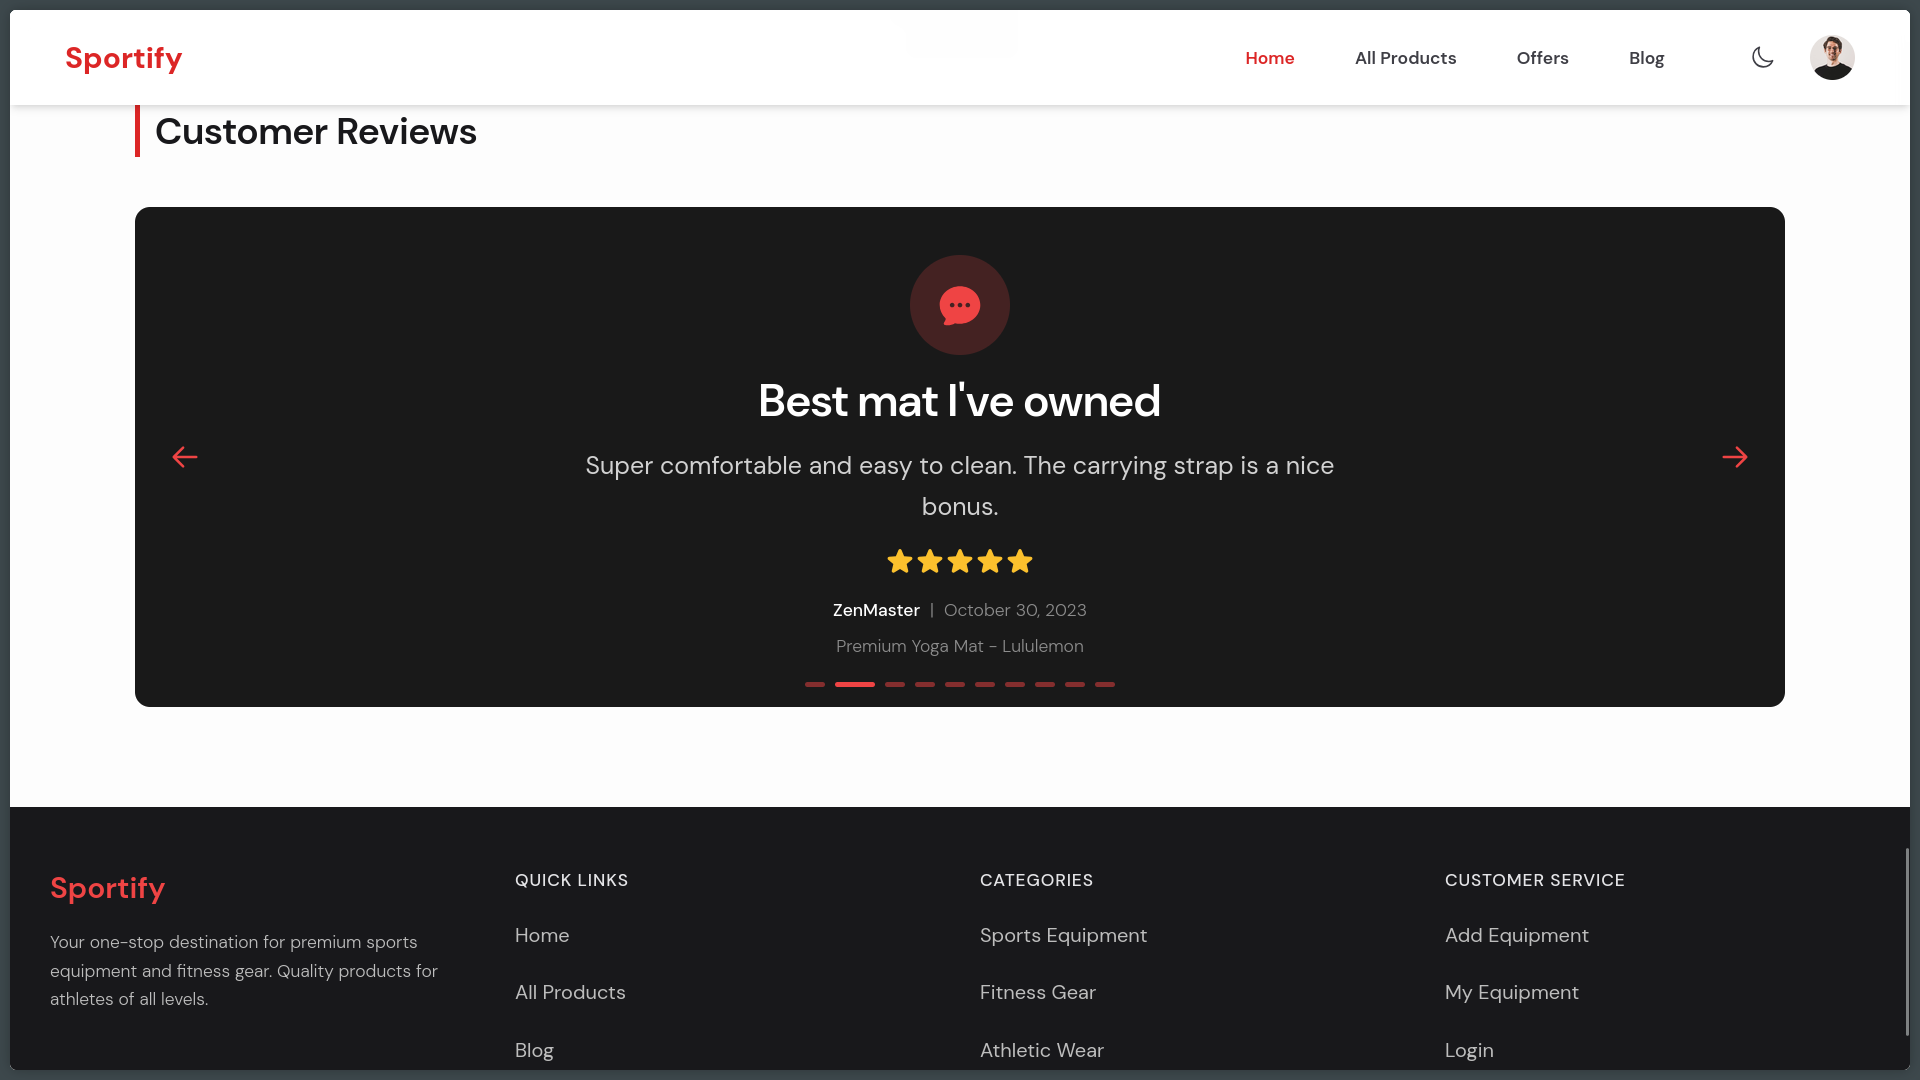 Sportify
Home
All Products
Offers
Blog
Customer Reviews
Best mat I've owned
Super comfortable and easy to clean. The carrying strap is a nice
bonus.
ZenMaster | October 30, 2023
Premium Yoga Mat - Lululemon
Sportify
Your one-stop destination for premium sports
equipment and fitness gear. Quality products for
athletes of all levels.
QUICK LINKS
Home
All Products
Blog
CATEGORIES
Sports Equipment
Fitness Gear
Athletic Wear
CUSTOMER SERVICE
Add Equipment
My Equipment
Login